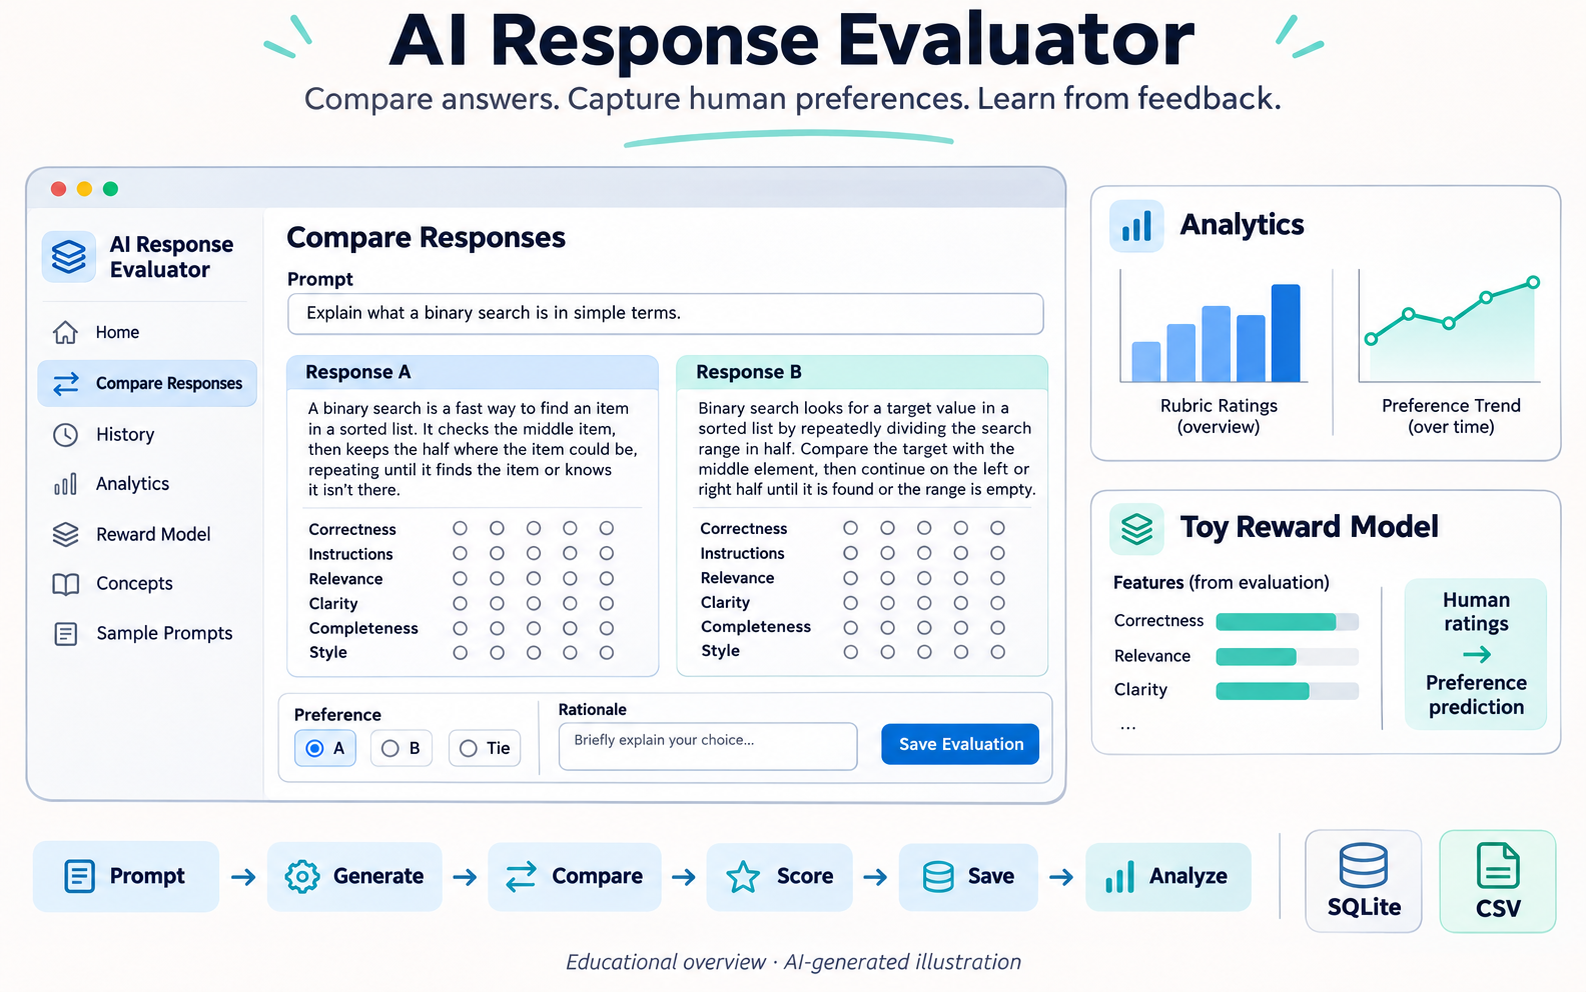 AI Response Evaluator
Compare answers. Capture human preferences. Learn from feedback.
AI Response
Evaluator
Home
Compare Responses
History
Analytics
Reward Model
Concepts
Sample Prompts
Compare Responses
Prompt
Explain what a binary search is in simple terms.
Response A
A binary search is a fast way to find an item
in a sorted list. It checks the middle item,
then keeps the half where the item could be,
repeating until it finds the item or knows
it isn't there.
Correctness
Instructions
Relevance
Clarity
Completeness
Style
Response B
Binary search looks for a target value in a
sorted list by repeatedly dividing the search
range in half. Compare the target with the
middle element, then continue on the left or
right half until it is found or the range is empty.
Correctness
Instructions
Relevance
Clarity
Completeness
Style
Preference
A
B
Tie
Rationale
Briefly explain your choice...
Save Evaluation
Analytics
Rubric Ratings
(overview)
Preference Trend
(over time)
Toy Reward Model
Features (from evaluation)
Correctness
Relevance
Clarity
...
Human
ratings
→
Preference
prediction
Prompt → Generate → Compare → Score → Save → Analyze
SQLite
CSV
Educational overview · AI-generated illustration